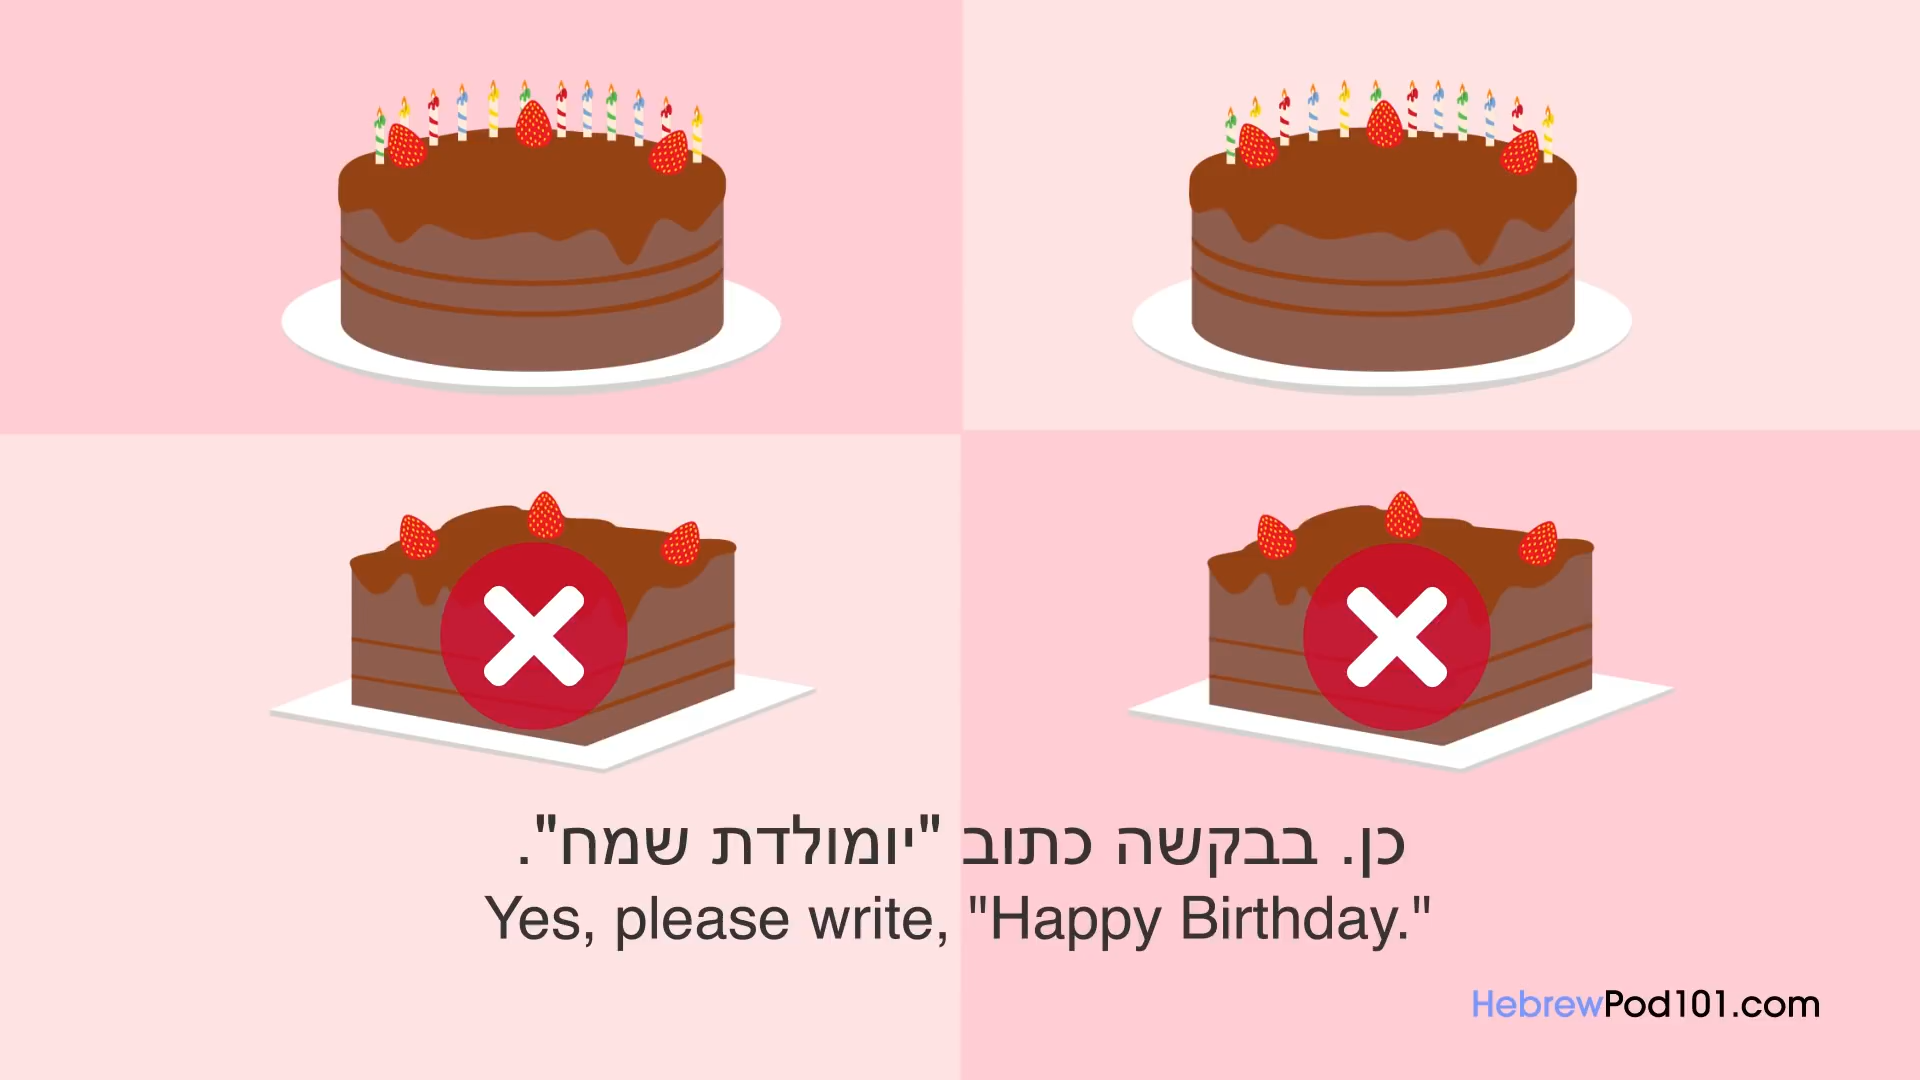 כן. בבקשה כתוב "יומולדת שמח".
Yes, please write, "Happy Birthday."
HebrewPod101.com